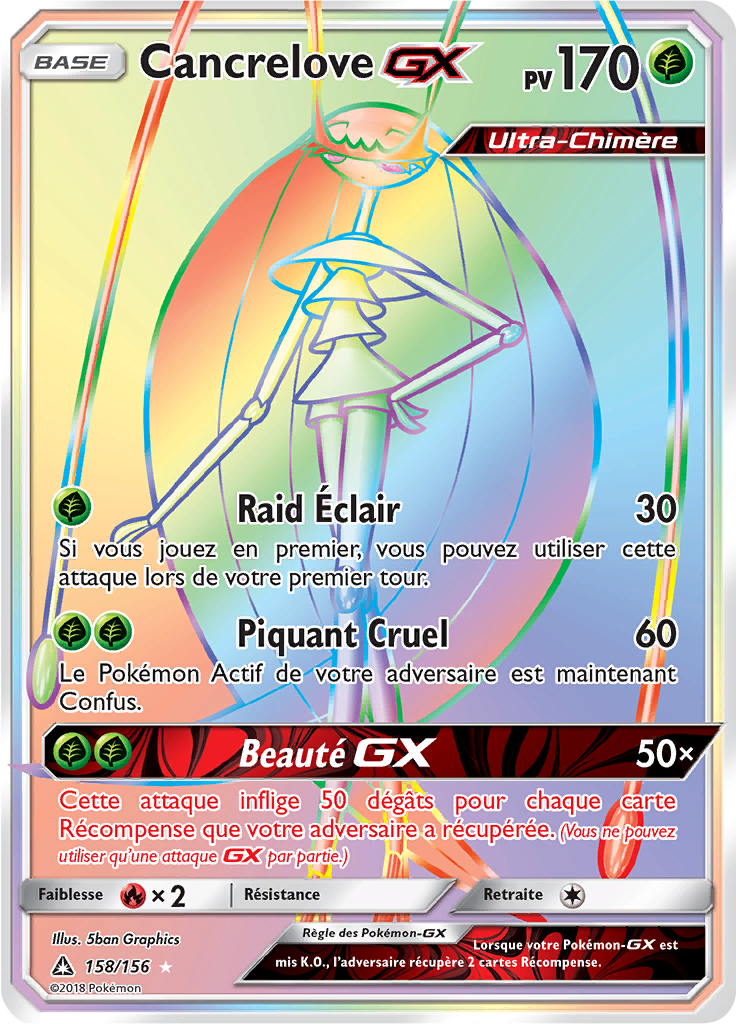 BASE Cancrelove GX PV 170
Ultra-Chimère
Raid Éclair 30
Si vous jouez en premier, vous pouvez utiliser cette
attaque lors de votre premier tour.
Piquant Cruel 60
Le Pokémon Actif de votre adversaire est maintenant
Confus.
Beauté GX 50×
Cette attaque inflige 50 dégâts pour chaque carte
Récompense que votre adversaire a récupérée. (Vous ne pouvez
utiliser qu'une attaque GX par partie.)
Faiblesse × 2 Résistance Retraite
Illus. 5ban Graphics
158/156
©2018 Pokémon
Règle des Pokémon-GX
Lorsque votre Pokémon-GX est
mis K.O., l'adversaire récupère 2 cartes Récompense.